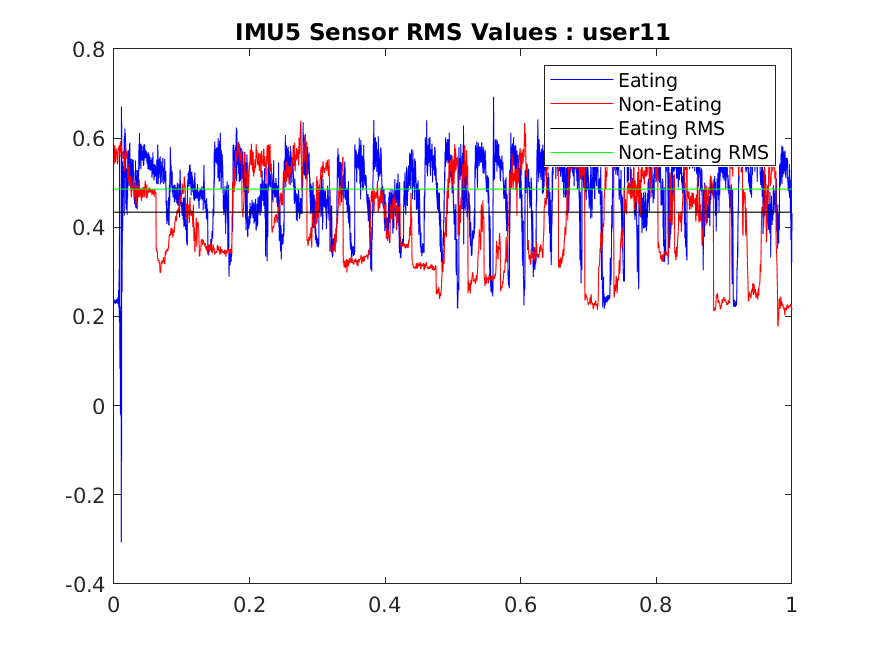 IMU5 Sensor RMS Values : user11
0.8
Eating
Non-Eating
Eating RMS
Non-Eating RMS
0.6
0.4
0.2
0
-0.2
-0.4
0 0.2 0.4 0.6 0.8 1